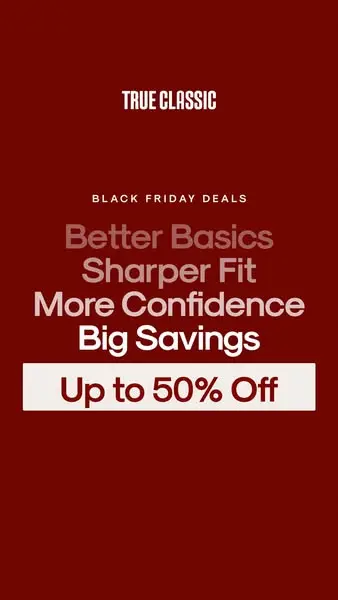 TRUE CLASSIC
BLACK FRIDAY DEALS
Better Basics
Sharper Fit
More Confidence
Big Savings
Up to 50% Off